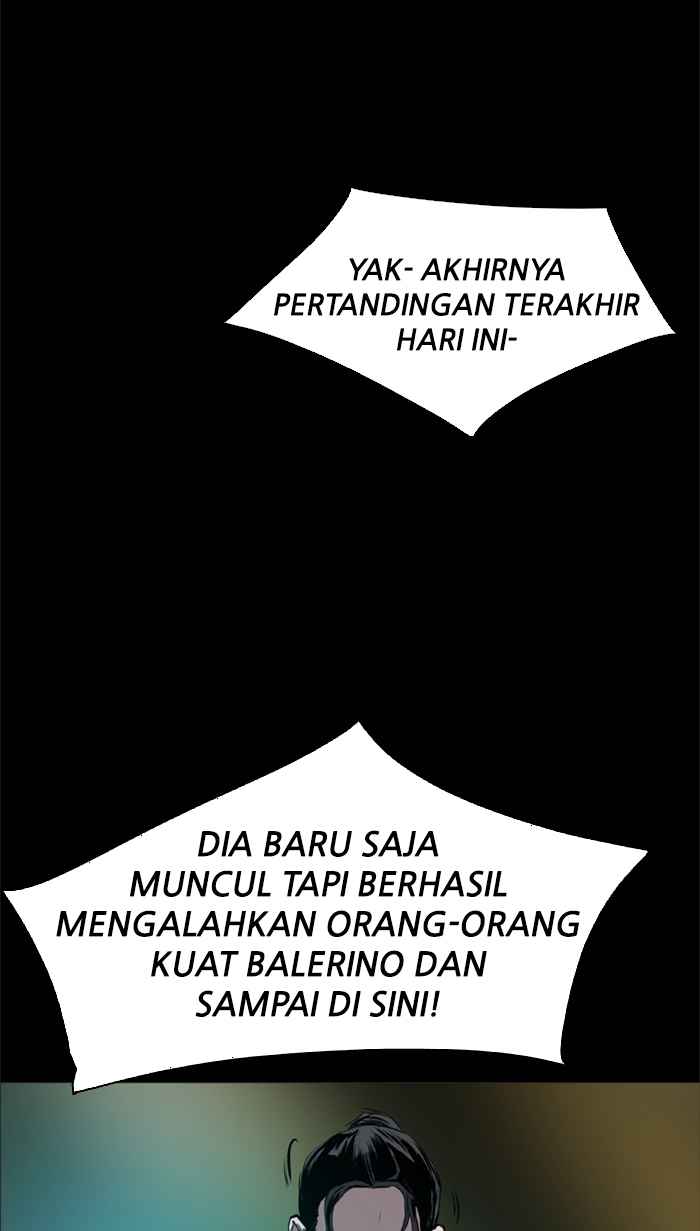 YAK- AKHIRNYA
PERTANDINGAN TERAKHIR
HARI INI-
DIA BARU SAJA
MUNCUL TAPI BERHASIL
MENGALAHKAN ORANG-ORANG
KUAT BALERINO DAN
SAMPAI DI SINI!